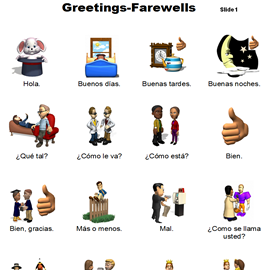 Greetings-Farewells
Slide 1
Hola.
Buenos días.
Buenas tardes.
Buenas noches.
¿Qué tal?
¿Cómo le va?
¿Cómo está?
Bien.
Bien, gracias.
Más o menos.
Mal.
¿Como se llama
usted?